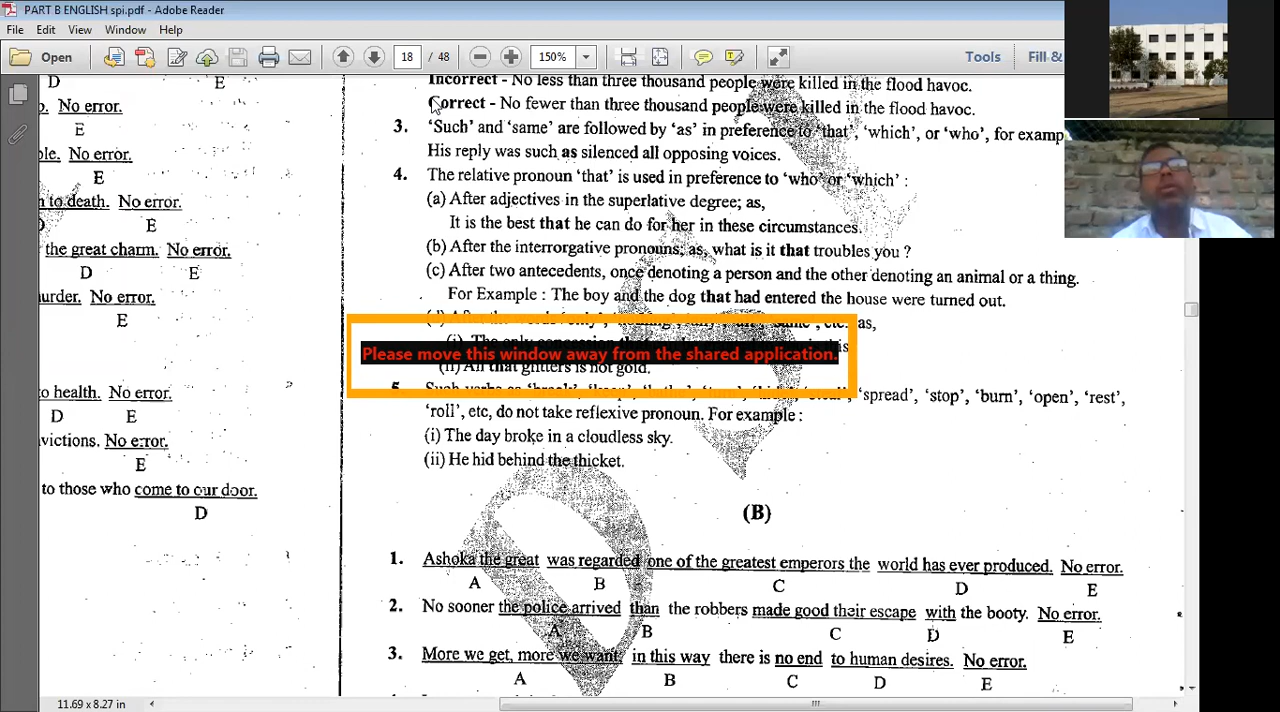 PART B ENGLISH.spi.pdf - Adobe Reader
File Edit View Window Help
Open 18 / 48 150% Tools Fill &
D E
No error.
E
No error.
E
to death. No error.
E
the great charm. No error.
D E
No error.
E
o health. No error.
D E
victions. No error.
E
to those who come to our door.
D
Incorrect - No less than three thousand people were killed in the flood havoc.
Correct - No fewer than three thousand people were killed in the flood havoc.
3. 'Such' and 'same' are followed by 'as' in preference to 'that', 'which', or 'who', for examp
His reply was such as silenced all opposing voices.
4. The relative pronoun 'that' is used in preference to 'who' or 'which' :
(a) After adjectives in the superlative degree; as,
It is the best that he can do for her in these circumstances.
(b) After the interrorgative pronouns; as, what is it that troubles you ?
(c) After two antecedents, once denoting a person and the other denoting an animal or a thing.
For Example : The boy and the dog that had entered the house were turned out.
as,
Please move this window away from the shared application.
(ii) All that glitters is not gold.
5. Such verbs as 'spread', 'stop', 'burn', 'open', 'rest',
'roll', etc, do not take reflexive pronoun. For example :
(i) The day broke in a cloudless sky.
(ii) He hid behind the thicket.
(B)
1. Ashoka the great was regarded one of the greatest emperors the world has ever produced. No error.
A B C D E
2. No sooner the police arrived than the robbers made good their escape with the booty. No error.
A B C D E
3. More we get, more we want, in this way there is no end to human desires. No error.
A B C D E
11.69 x 8.27 in